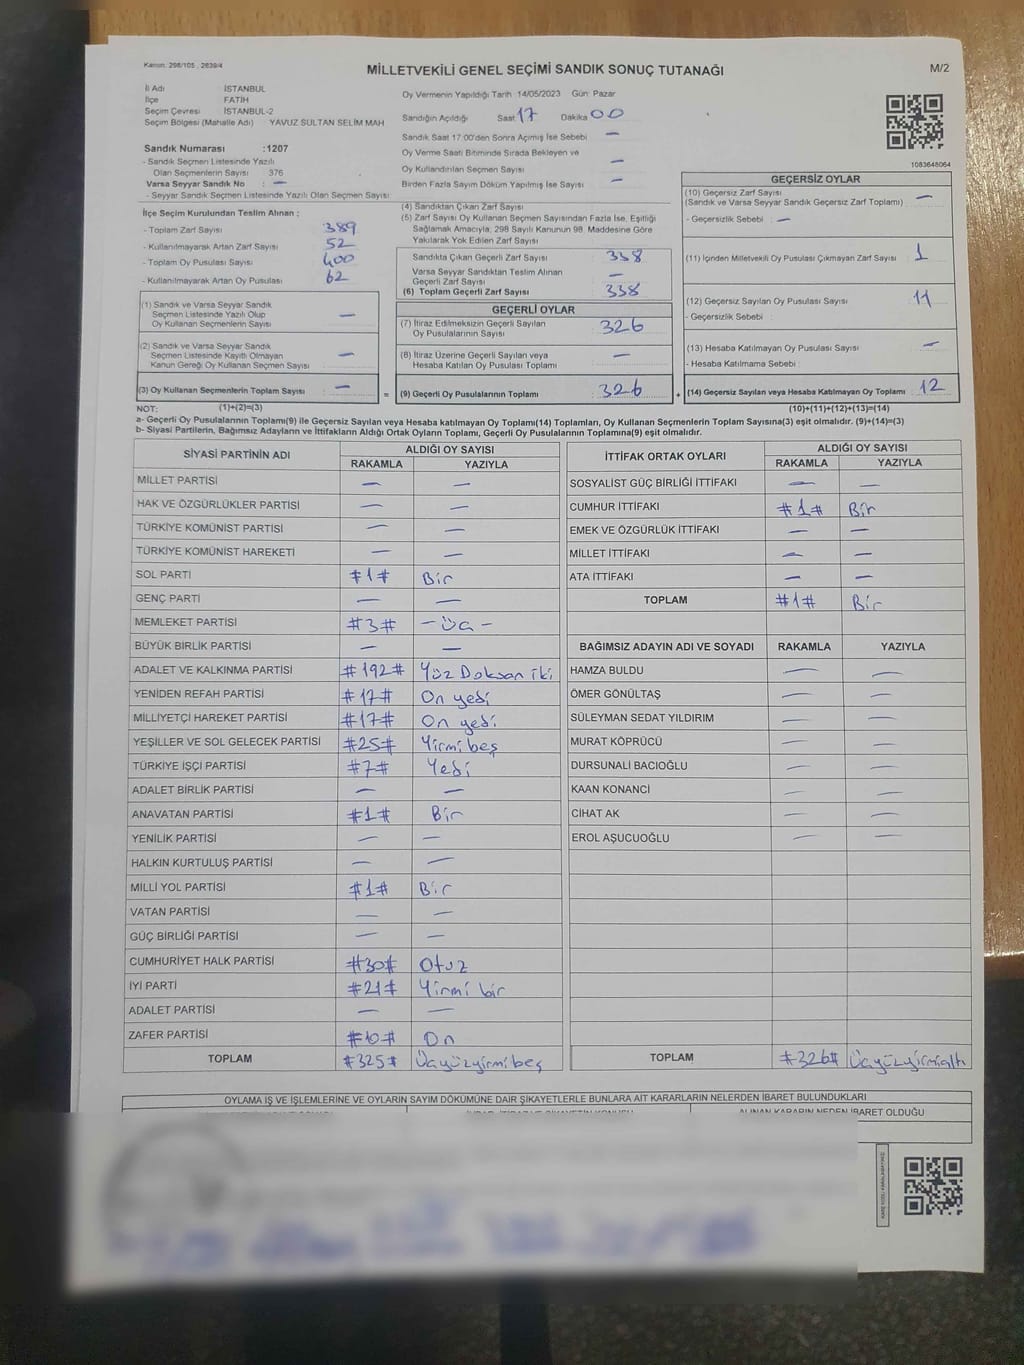 Kanun: 298/105 , 2839/4
MİLLETVEKİLİ GENEL SEÇİMİ SANDIK SONUÇ TUTANAĞI
M/2
İl Adı : İSTANBUL
İlçe : FATİH
Seçim Çevresi : İSTANBUL-2
Seçim Bölgesi (Mahalle Adı) : YAVUZ SULTAN SELİM MAH
Sandık Numarası :1207
- Sandık Seçmen Listesinde Yazılı
Olan Seçmenlerin Sayısı : 376
Varsa Seyyar Sandık No : —
- Seyyar Sandık Seçmen Listesinde Yazılı Olan Seçmen Sayısı
İlçe Seçim Kurulundan Teslim Alınan ;
- Toplam Zarf Sayısı : 389
- Kullanılmayarak Artan Zarf Sayısı : 52
- Toplam Oy Pusulası Sayısı : 400
- Kullanılmayarak Artan Oy Pusulası : 62
Oy Vermenin Yapıldığı Tarih 14/05/2023 Gün: Pazar
Sandığın Açıldığı Saat 17 Dakika 00
Sandık Saat 17.00'den Sonra Açımış İse Sebebi : —
Oy Verme Saati Bitiminde Sırada Bekleyen ve
Oy Kullandırılan Seçmen Sayısı : —
Birden Fazla Sayım Döküm Yapılmış İse Sayısı : —
(4) Sandıktan Çıkan Zarf Sayısı
(5) Zarf Sayısı Oy Kullanan Seçmen Sayısından Fazla İse, Eşitliği
Sağlamak Amacıyla, 298 Sayılı Kanunun 98. Maddesine Göre
Yakılarak Yok Edilen Zarf Sayısı
Sandıkta Çıkan Geçerli Zarf Sayısı : 338
Varsa Seyyar Sandıktan Teslim Alınan
Geçerli Zarf Sayısı : —
(6) Toplam Geçerli Zarf Sayısı : 338
1083648064
GEÇERSİZ OYLAR
(10) Geçersiz Zarf Sayısı : —
(Sandık ve Varsa Seyyar Sandık Geçersiz Zarf Toplamı)
- Geçersizlik Sebebi : —
(11) İçinden Milletvekili Oy Pusulası Çıkmayan Zarf Sayısı : 1
(12) Geçersiz Sayılan Oy Pusulası Sayısı : 11
- Geçersizlik Sebebi :
(13) Hesaba Katılmayan Oy Pusulası Sayısı : —
- Hesaba Katılmama Sebebi :
(14) Geçersiz Sayılan veya Hesaba Katılmayan Oy Toplamı : 12
(1) Sandık ve Varsa Seyyar Sandık
Seçmen Listesinde Yazılı Olup
Oy Kullanan Seçmenlerin Sayısı : —
(2) Sandık ve Varsa Seyyar Sandık
Seçmen Listesinde Kayıtlı Olmayan
Kanun Gereği Oy Kullanan Seçmen Sayısı : —
(3) Oy Kullanan Seçmenlerin Toplam Sayısı : —
=
GEÇERLİ OYLAR
(7) İtiraz Edilmeksizin Geçerli Sayılan
Oy Pusulalarının Sayısı : 326
(8) İtiraz Üzerine Geçerli Sayılan veya
Hesaba Katılan Oy Pusulası Toplamı : —
(9) Geçerli Oy Pusulalarının Toplamı : 326
+
NOT: (1)+(2)=(3)
(10)+(11)+(12)+(13)=(14)
a- Geçerli Oy Pusulalarının Toplamı(9) ile Geçersiz Sayılan veya Hesaba katılmayan Oy Toplamı(14) Toplamları, Oy Kullanan Seçmenlerin Toplam Sayısına(3) eşit olmalıdır. (9)+(14)=(3)
b- Siyasi Partilerin, Bağımsız Adayların ve İttifakların Aldığı Ortak Oyların Toplamı, Geçerli Oy Pusulalarının Toplamına(9) eşit olmalıdır.
SİYASİ PARTİNİN ADI ALDIĞI OY SAYISI
RAKAMLA YAZIYLA
MİLLET PARTİSİ — —
HAK VE ÖZGÜRLÜKLER PARTİSİ — —
TÜRKİYE KOMÜNİST PARTİSİ — —
TÜRKİYE KOMÜNİST HAREKETİ — —
SOL PARTİ #1# Bir
GENÇ PARTİ — —
MEMLEKET PARTİSİ #3# - Üç -
BÜYÜK BİRLİK PARTİSİ — —
ADALET VE KALKINMA PARTİSİ #192# Yüz Doksan iki
YENİDEN REFAH PARTİSİ #17# On yedi
MİLLİYETÇİ HAREKET PARTİSİ #17# On yedi
YEŞİLLER VE SOL GELECEK PARTİSİ #25# Yirmi beş
TÜRKİYE İŞÇİ PARTİSİ #7# Yedi
ADALET BİRLİK PARTİSİ — —
ANAVATAN PARTİSİ #1# Bir
YENİLİK PARTİSİ — —
HALKIN KURTULUŞ PARTİSİ — —
MİLLİ YOL PARTİSİ #1# Bir
VATAN PARTİSİ — —
GÜÇ BİRLİĞİ PARTİSİ — —
CUMHURİYET HALK PARTİSİ #30# Otuz
İYİ PARTİ #21# Yirmi bir
ADALET PARTİSİ — —
ZAFER PARTİSİ #10# On
TOPLAM #325# Üçyüzyirmibeş
İTTİFAK ORTAK OYLARI ALDIĞI OY SAYISI
RAKAMLA YAZIYLA
SOSYALİST GÜÇ BİRLİĞİ İTTİFAKI — —
CUMHUR İTTİFAKI #1# Bir
EMEK VE ÖZGÜRLÜK İTTİFAKI — —
MİLLET İTTİFAKI — —
ATA İTTİFAKI — —
TOPLAM #1# Bir
BAĞIMSIZ ADAYIN ADI VE SOYADI RAKAMLA YAZIYLA
HAMZA BULDU — —
ÖMER GÖNÜLTAŞ — —
SÜLEYMAN SEDAT YILDIRIM — —
MURAT KÖPRÜCÜ — —
DURSUNALİ BACIOĞLU — —
KAAN KONANCI — —
CİHAT AK — —
EROL AŞUCUOĞLU — —
TOPLAM #326# Üçyüzyirmialtı
OYLAMA İŞ VE İŞLEMLERİNE VE OYLARIN SAYIM DÖKÜMÜNE DAİR ŞİKAYETLERLE BUNLARA AİT KARARLARIN NELERDEN İBARET BULUNDUKLARI
ALINAN KARARIN NEDEN İBARET OLDUĞU